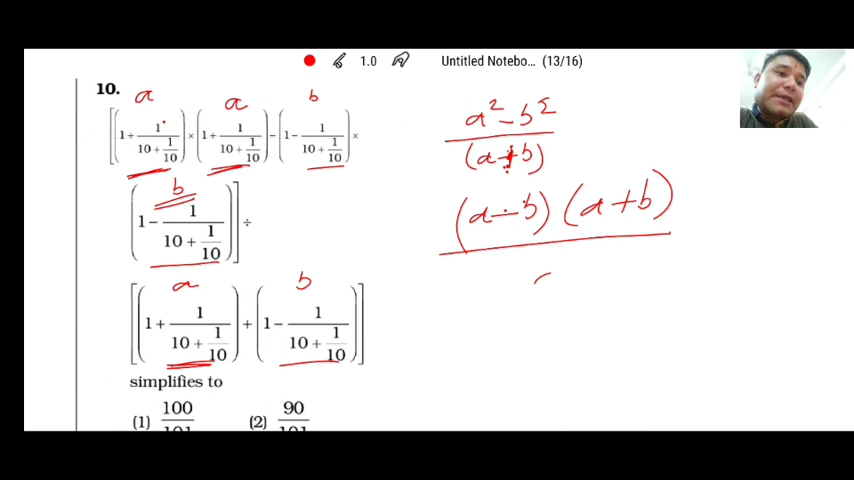 1.0 Untitled Notebo... (13/16)
10.
a a b
[(1 + 1/(10 + 1/10)) × (1 + 1/(10 + 1/10)) − (1 − 1/(10 + 1/10)) ×
b
(1 − 1/(10 + 1/10))] ÷
a b
[(1 + 1/(10 + 1/10)) + (1 − 1/(10 + 1/10))]
simplifies to
(1) 100/101 (2) 90/101
a² − b²
(a + b)
(a − b) (a + b)